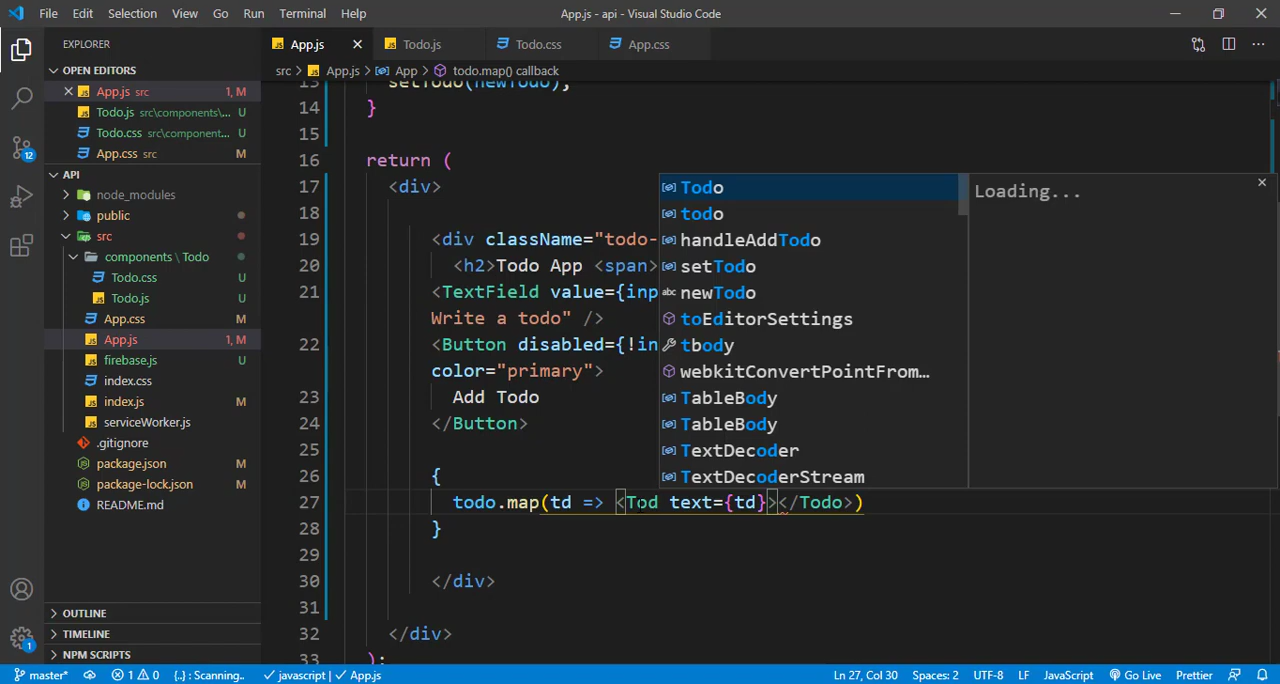 File Edit Selection View Go Run Terminal Help App.js - api - Visual Studio Code
EXPLORER
OPEN EDITORS
App.js src 1, M
Todo.js src\components\... U
Todo.css src\component... U
App.css src M
API
node_modules
public
src
components \ Todo
Todo.css U
Todo.js U
App.css M
App.js 1, M
firebase.js U
index.css
index.js M
serviceWorker.js
.gitignore
package.json M
package-lock.json M
README.md
OUTLINE
TIMELINE
NPM SCRIPTS
12
1
App.js Todo.js Todo.css App.css
src > App.js > App > todo.map() callback
13 setTodo(newTodo);
14 }
15
16 return (
17 <div>
18
19 <div className="todo-
20 <h2>Todo App <span>
21 <TextField value={inp
Write a todo" />
22 <Button disabled={!in
color="primary">
23 Add Todo
24 </Button>
25
26 {
27 todo.map(td => <Tod text={td}></Todo>)
28 }
29
30 </div>
31
32 </div>
33 );
Todo
todo
handleAddTodo
setTodo
abc newTodo
toEditorSettings
tbody
webkitConvertPointFrom...
TableBody
TableBody
TextDecoder
TextDecoderStream
Loading...
master* 1 0 {..} : Scanning.. javascript | App.js Ln 27, Col 30 Spaces: 2 UTF-8 LF JavaScript Go Live Prettier